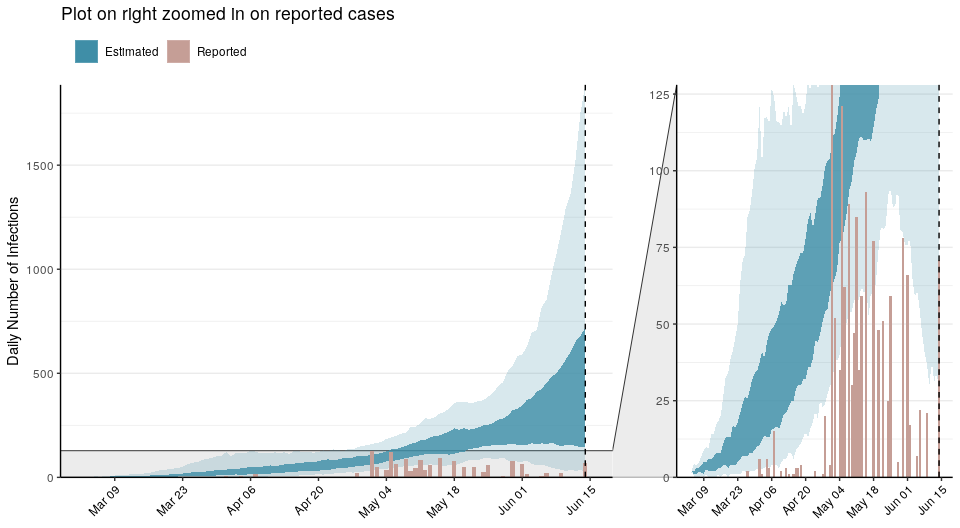 Plot on right zoomed in on reported cases
Estimated Reported
Daily Number of Infections
1500
1000
500
0
Mar 09 Mar 23 Apr 06 Apr 20 May 04 May 18 Jun 01 Jun 15
125
100
75
50
25
0
Mar 09 Mar 23 Apr 06 Apr 20 May 04 May 18 Jun 01 Jun 15